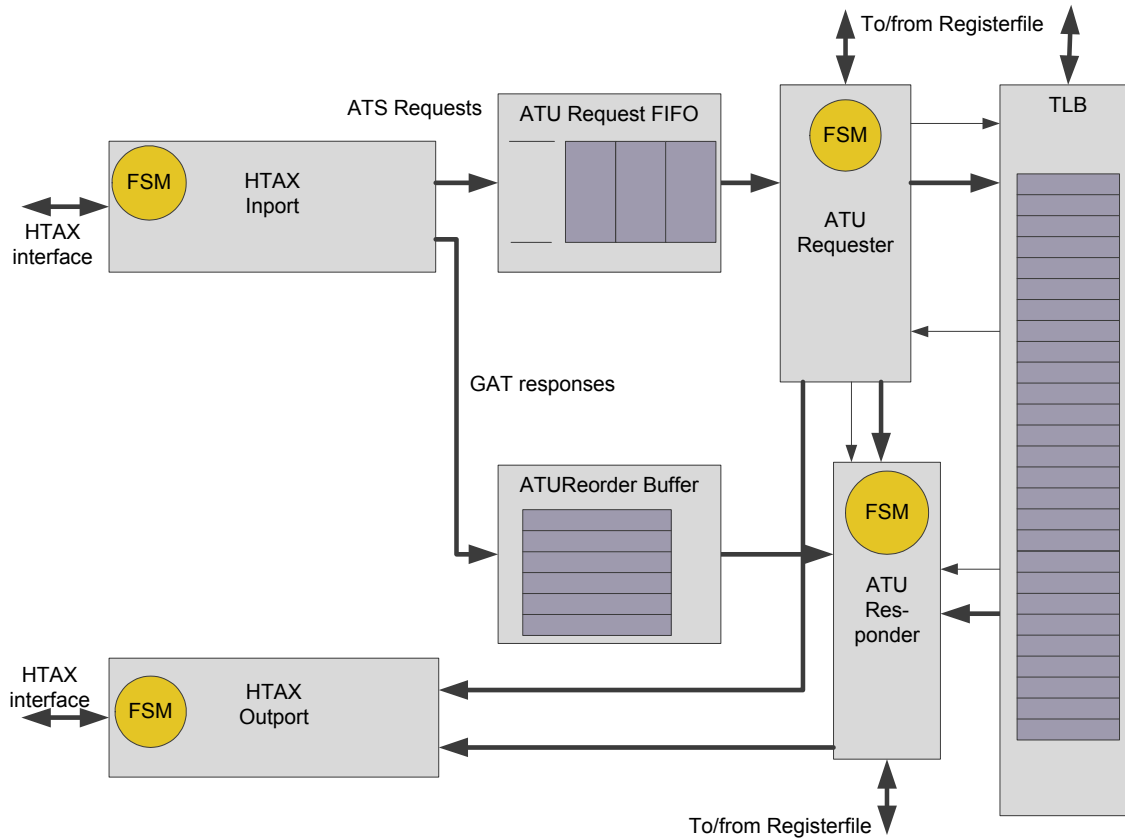 To/from Registerfile
ATS Requests
ATU Request FIFO
TLB
FSM
FSM
HTAX
Inport
HTAX
interface
ATU
Requester
GAT responses
ATUReorder Buffer
FSM
ATU
Res-
ponder
HTAX
interface
FSM
HTAX
Outport
To/from Registerfile